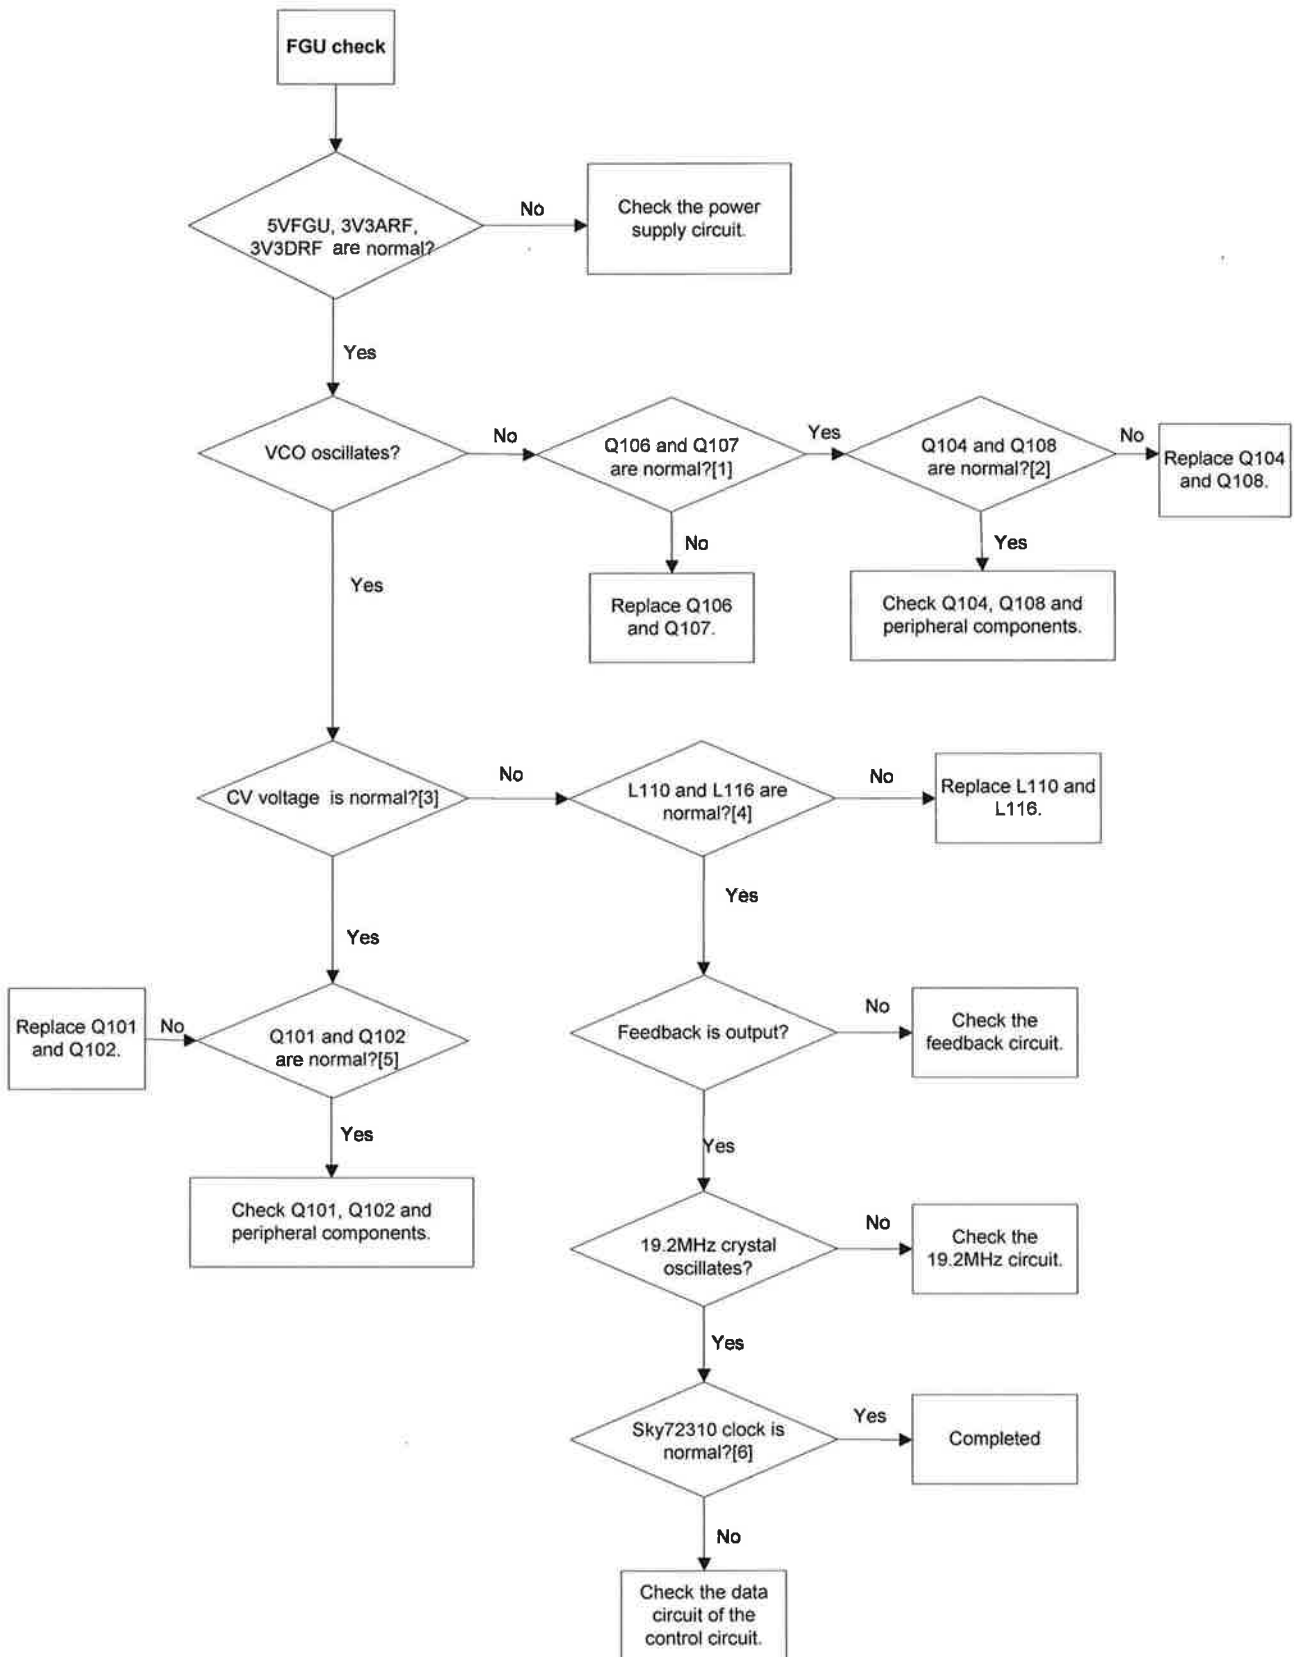 FGU check
5VFGU, 3V3ARF,
3V3DRF are normal?
No
Check the power
supply circuit.
Yes
VCO oscillates?
No
Q106 and Q107
are normal?[1]
Yes
Q104 and Q108
are normal?[2]
No
Replace Q104
and Q108.
Yes
No
Replace Q106
and Q107.
Yes
Check Q104, Q108 and
peripheral components.
CV voltage is normal?[3]
No
L110 and L116 are
normal?[4]
No
Replace L110 and
L116.
Yes
Yes
Replace Q101
and Q102.
No
Q101 and Q102
are normal?[5]
Feedback is output?
No
Check the
feedback circuit.
Yes
Yes
Check Q101, Q102 and
peripheral components.
19.2MHz crystal
oscillates?
No
Check the
19.2MHz circuit.
Yes
Sky72310 clock is
normal?[6]
Yes
Completed
No
Check the data
circuit of the
control circuit.